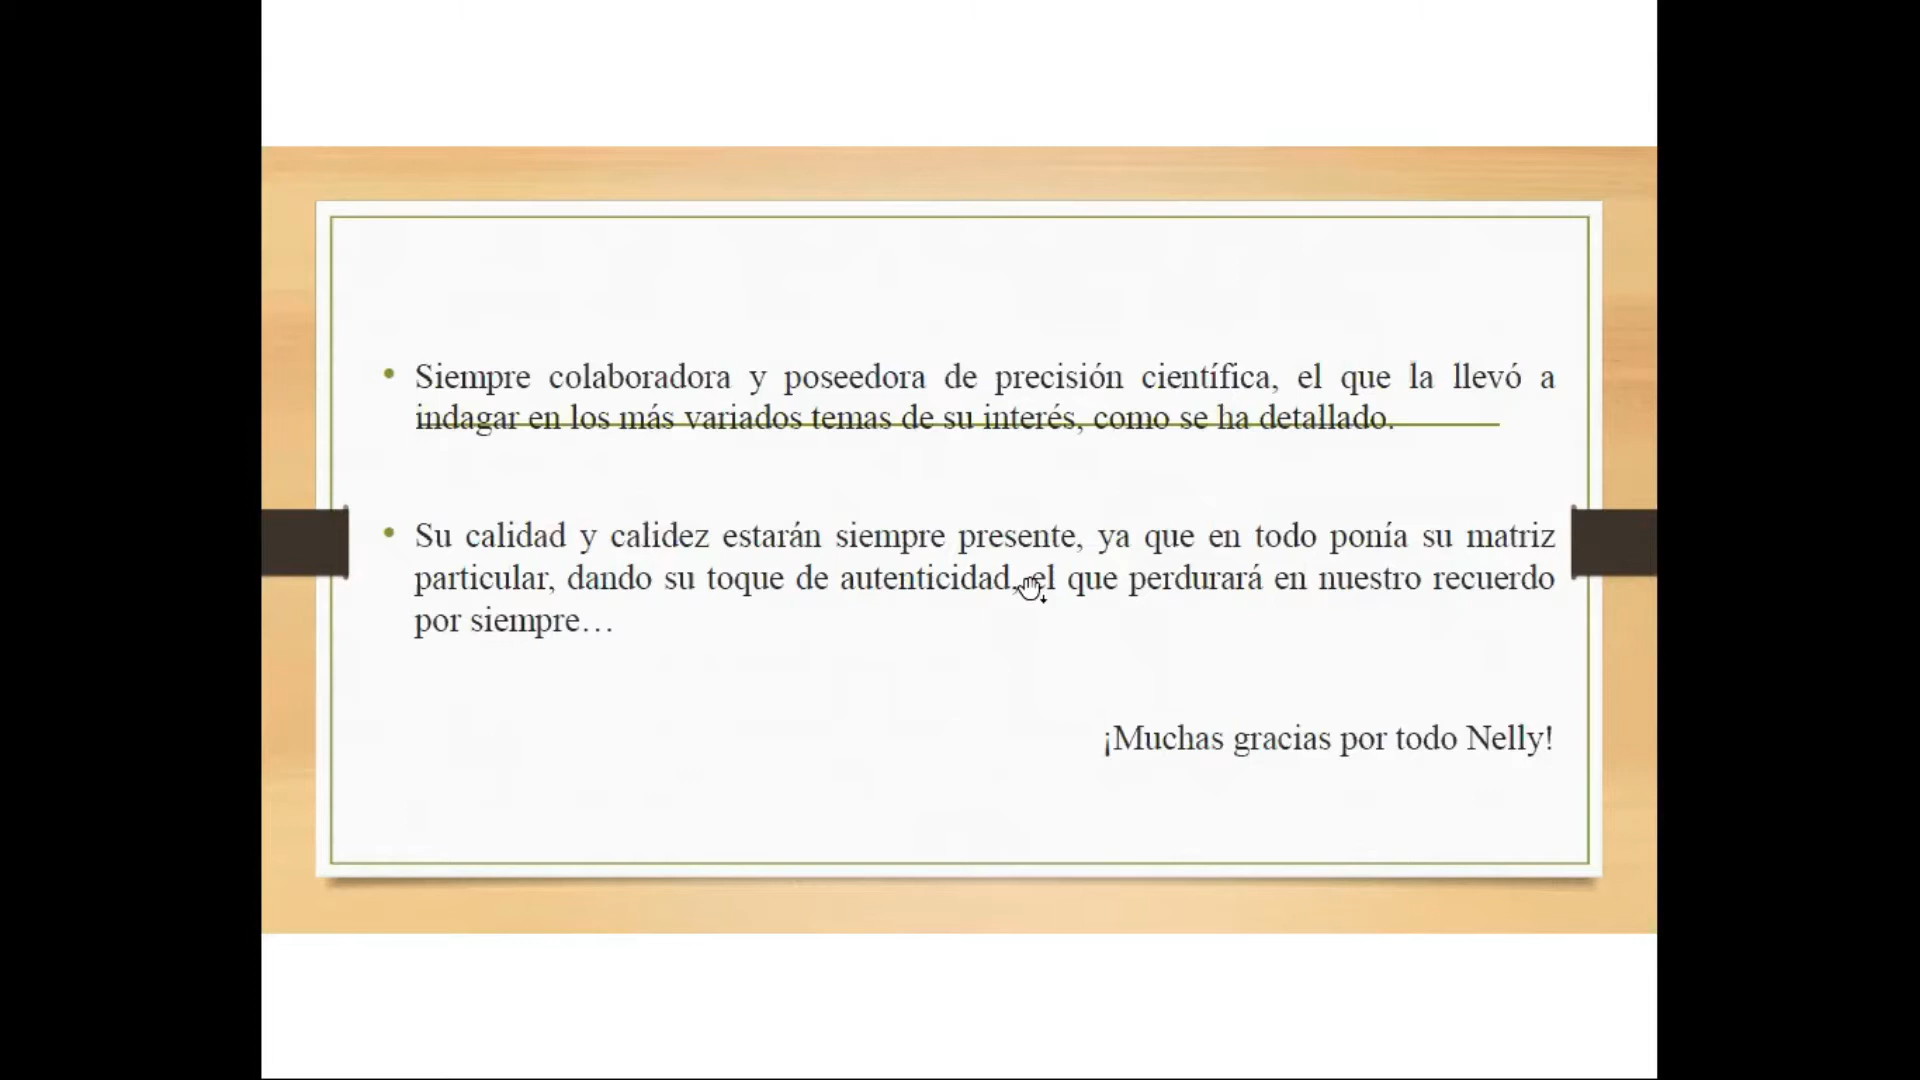 • Siempre colaboradora y poseedora de precisión científica, el que la llevó a
indagar en los más variados temas de su interés, como se ha detallado.
• Su calidad y calidez estarán siempre presente, ya que en todo ponía su matriz
particular, dando su toque de autenticidad, el que perdurará en nuestro recuerdo
por siempre…
¡Muchas gracias por todo Nelly!